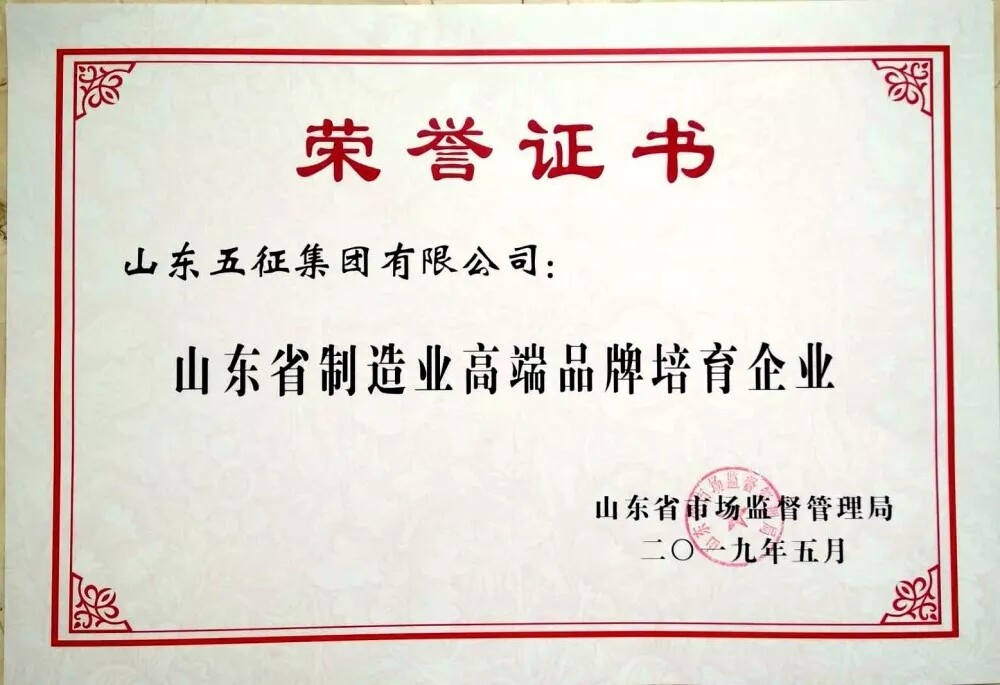 荣誉证书
山东五征集团有限公司：
山东省制造业高端品牌培育企业
山东省市场监督管理局
二〇一九年五月